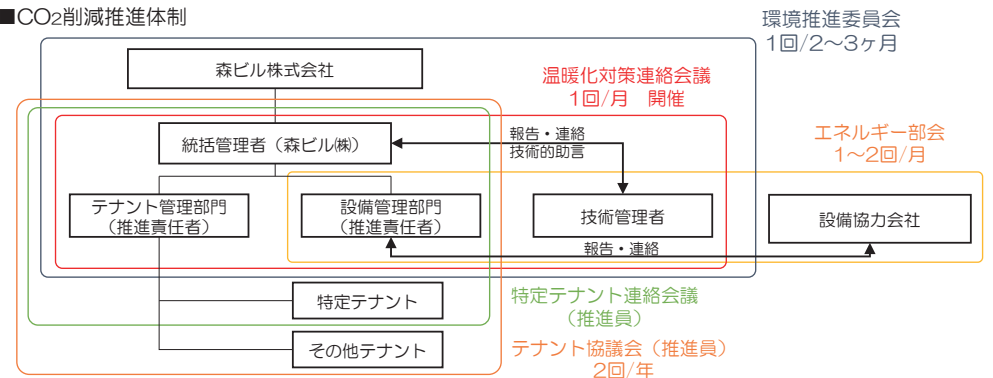 ■CO2削減推進体制
環境推進委員会
1回/2～3ヶ月
森ビル株式会社
温暖化対策連絡会議
1回/月　開催
統括管理者（森ビル㈱）
報告・連絡
技術的助言
エネルギー部会
1～2回/月
テナント管理部門
（推進責任者）
設備管理部門
（推進責任者）
技術管理者
設備協力会社
報告・連絡
特定テナント
特定テナント連絡会議
（推進員）
その他テナント
テナント協議会（推進員）
2回/年